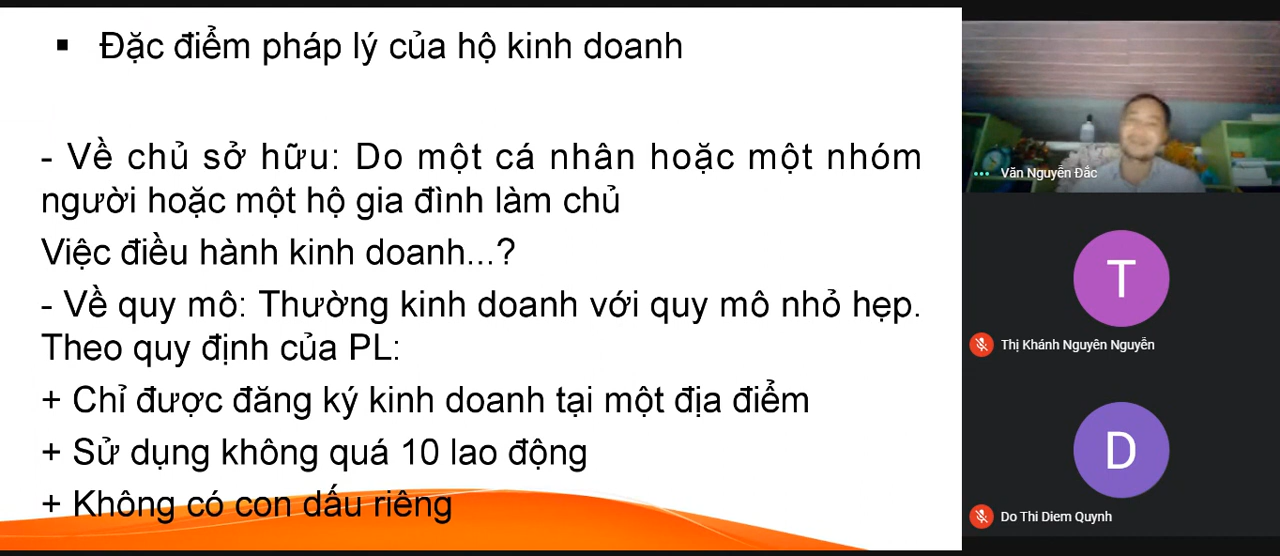 ▪ Đặc điểm pháp lý của hộ kinh doanh
- Về chủ sở hữu: Do một cá nhân hoặc một nhóm
người hoặc một hộ gia đình làm chủ
Việc điều hành kinh doanh...?
- Về quy mô: Thường kinh doanh với quy mô nhỏ hẹp.
Theo quy định của PL:
+ Chỉ được đăng ký kinh doanh tại một địa điểm
+ Sử dụng không quá 10 lao động
+ Không có con dấu riêng
Văn Nguyễn Đắc
T
Thị Khánh Nguyên Nguyễn
D
Do Thi Diem Quynh